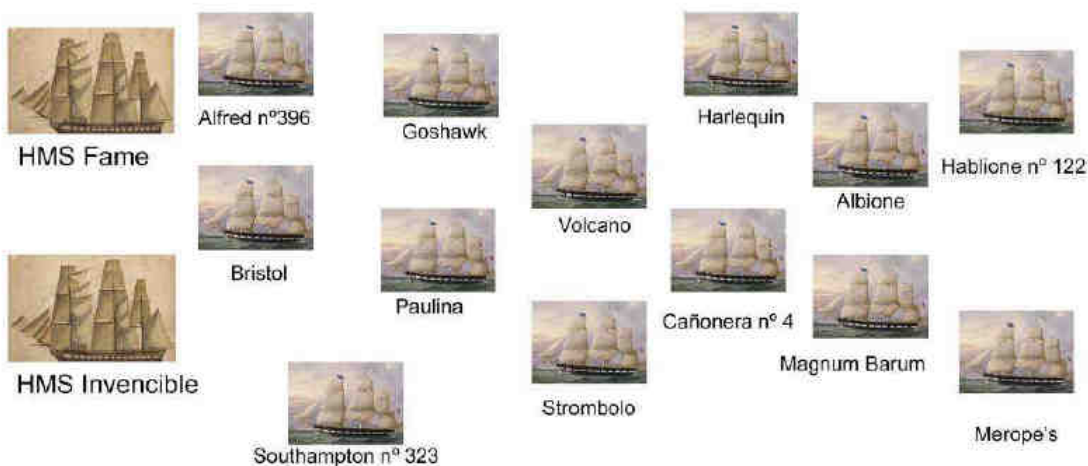 Alfred nº396
Goshawk
Harlequin
HMS Fame
Hablione nº 122
Albione
Volcano
Bristol
Paulina
Cañonera nº 4
Magnum Barum
HMS Invencible
Strombolo
Merope's
Southampton nº 323